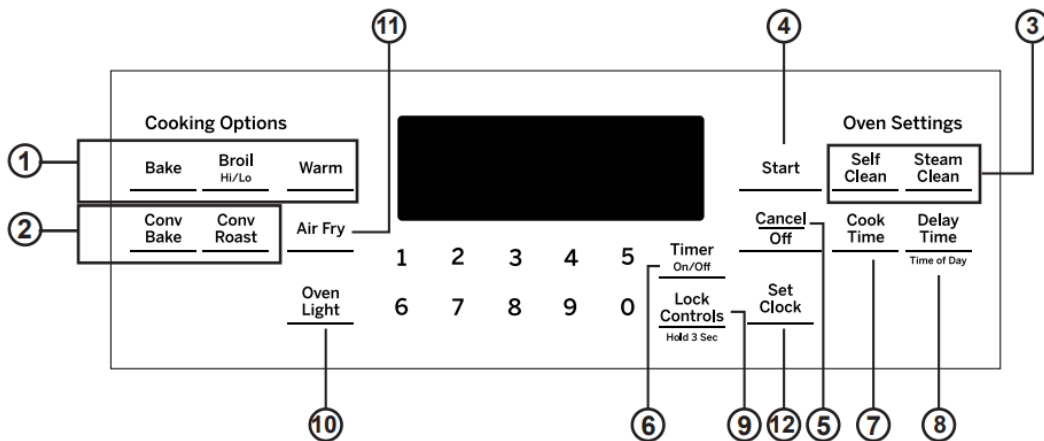 11
4
3
Cooking Options
Oven Settings
1
Bake
Broil
Hi/Lo
Warm
Start
Self
Clean
Steam
Clean
2
Conv
Bake
Conv
Roast
Air Fry
Cancel
Off
Cook
Time
Delay
Time
Time of Day
1 2 3 4 5
Timer
On/Off
Oven
Light
6 7 8 9 0
Lock
Controls
Hold 3 Sec
Set
Clock
10
6
9
12
5
7
8